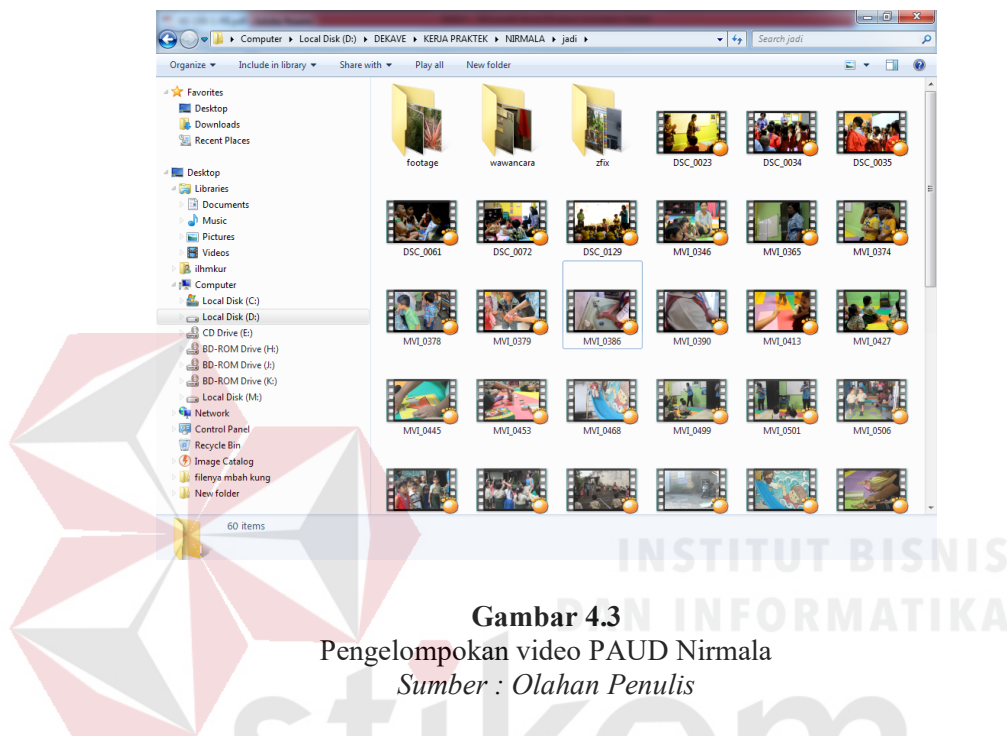 Computer ▸ Local Disk (D:) ▸ DEKAVE ▸ KERJA PRAKTEK ▸ NIRMALA ▸ jadi ▸
Search jadi
Organize Include in library Share with Play all New folder
Favorites
Desktop
Downloads
Recent Places
Desktop
Libraries
Documents
Music
Pictures
Videos
ilhmkur
Computer
Local Disk (C:)
Local Disk (D:)
CD Drive (E:)
BD-ROM Drive (H:)
BD-ROM Drive (J:)
BD-ROM Drive (K:)
Local Disk (M:)
Network
Control Panel
Recycle Bin
Image Catalog
filenya mbah kung
New folder
footage wawancara zfix DSC_0023 DSC_0034 DSC_0035
DSC_0061 DSC_0072 DSC_0129 MVI_0346 MVI_0365 MVI_0374
MVI_0378 MVI_0379 MVI_0386 MVI_0390 MVI_0413 MVI_0427
MVI_0445 MVI_0453 MVI_0468 MVI_0499 MVI_0501 MVI_0506
60 items
INSTITUT BISNIS
DAN INFORMATIKA
Gambar 4.3
Pengelompokan video PAUD Nirmala
Sumber : Olahan Penulis
stikom